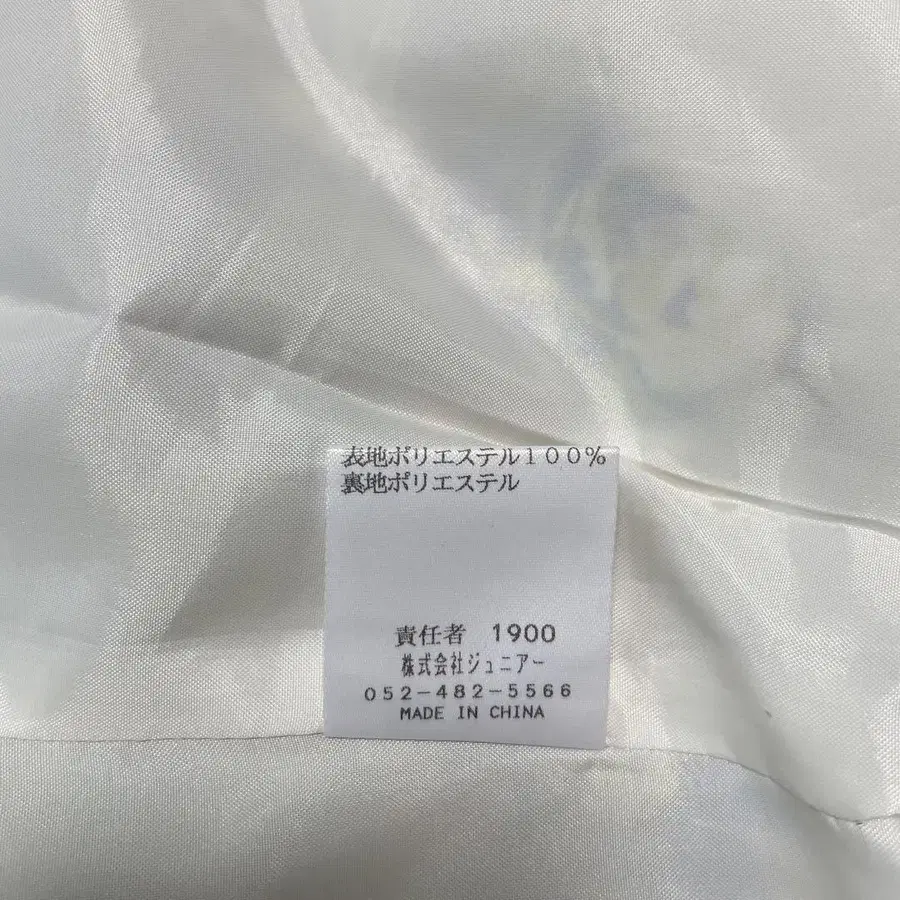 表地ポリエステル１００％
裏地ポリエステル
責任者 1900
株式会社ジュニアー
052-482-5566
MADE IN CHINA